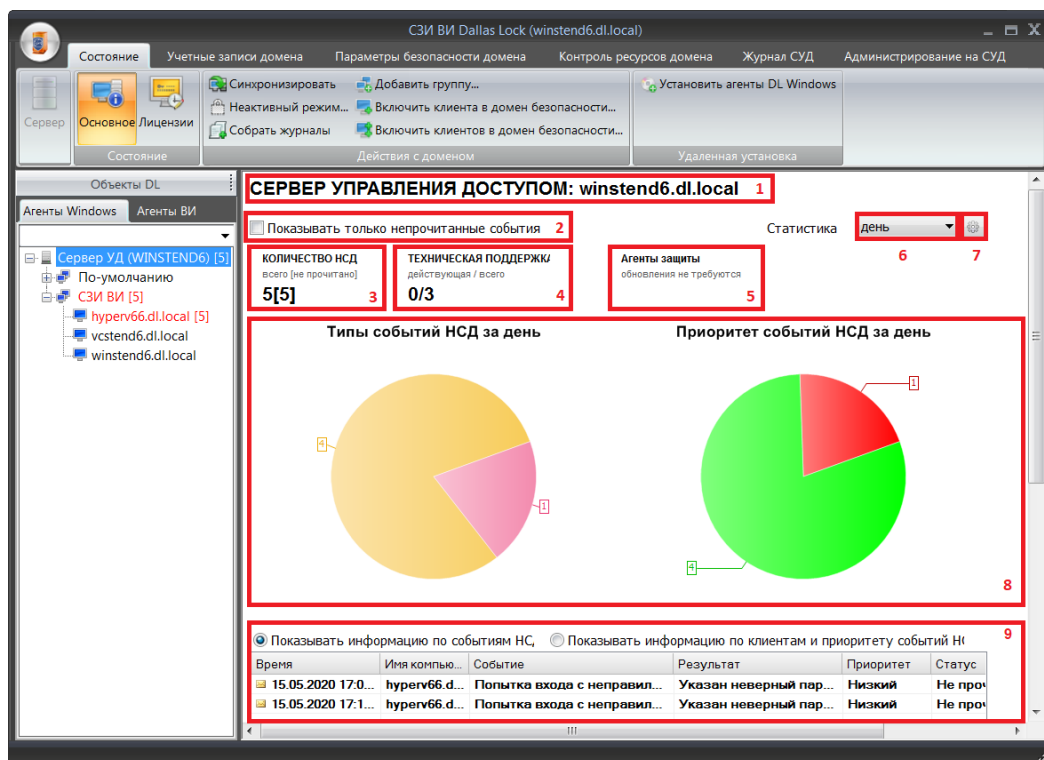 СЗИ ВИ Dallas Lock (winstend6.dl.local)
Состояние Учетные записи домена Параметры безопасности домена Контроль ресурсов домена Журнал СУД Администрирование на СУД
Сервер
Основное
Лицензии
Состояние
Синхронизировать
Неактивный режим...
Собрать журналы
Добавить группу...
Включить клиента в домен безопасности...
Включить клиентов в домен безопасности...
Действия с доменом
Установить агенты DL Windows
Удаленная установка
Объекты DL
Агенты Windows Агенты ВИ
Сервер УД (WINSTEND6) [5]
По-умолчанию
СЗИ ВИ [5]
hyperv66.dl.local [5]
vcstend6.dl.local
winstend6.dl.local
СЕРВЕР УПРАВЛЕНИЯ ДОСТУПОМ: winstend6.dl.local 1
Показывать только непрочитанные события 2
Статистика
день
6
7
КОЛИЧЕСТВО НСД
всего [не прочитано]
5[5] 3
ТЕХНИЧЕСКАЯ ПОДДЕРЖК
действующая / всего
0/3 4
Агенты защиты
обновления не требуются
5
Типы событий НСД за день
4
1
Приоритет событий НСД за день
1
4
8
Показывать информацию по событиям НС Показывать информацию по клиентам и приоритету событий Н 9
Время Имя компью... Событие Результат Приоритет Статус
15.05.2020 17:0... hyperv66.d... Попытка входа с неправил... Указан неверный пар... Низкий Не про
15.05.2020 17:1... hyperv66.d... Попытка входа с неправил... Указан неверный пар... Низкий Не про